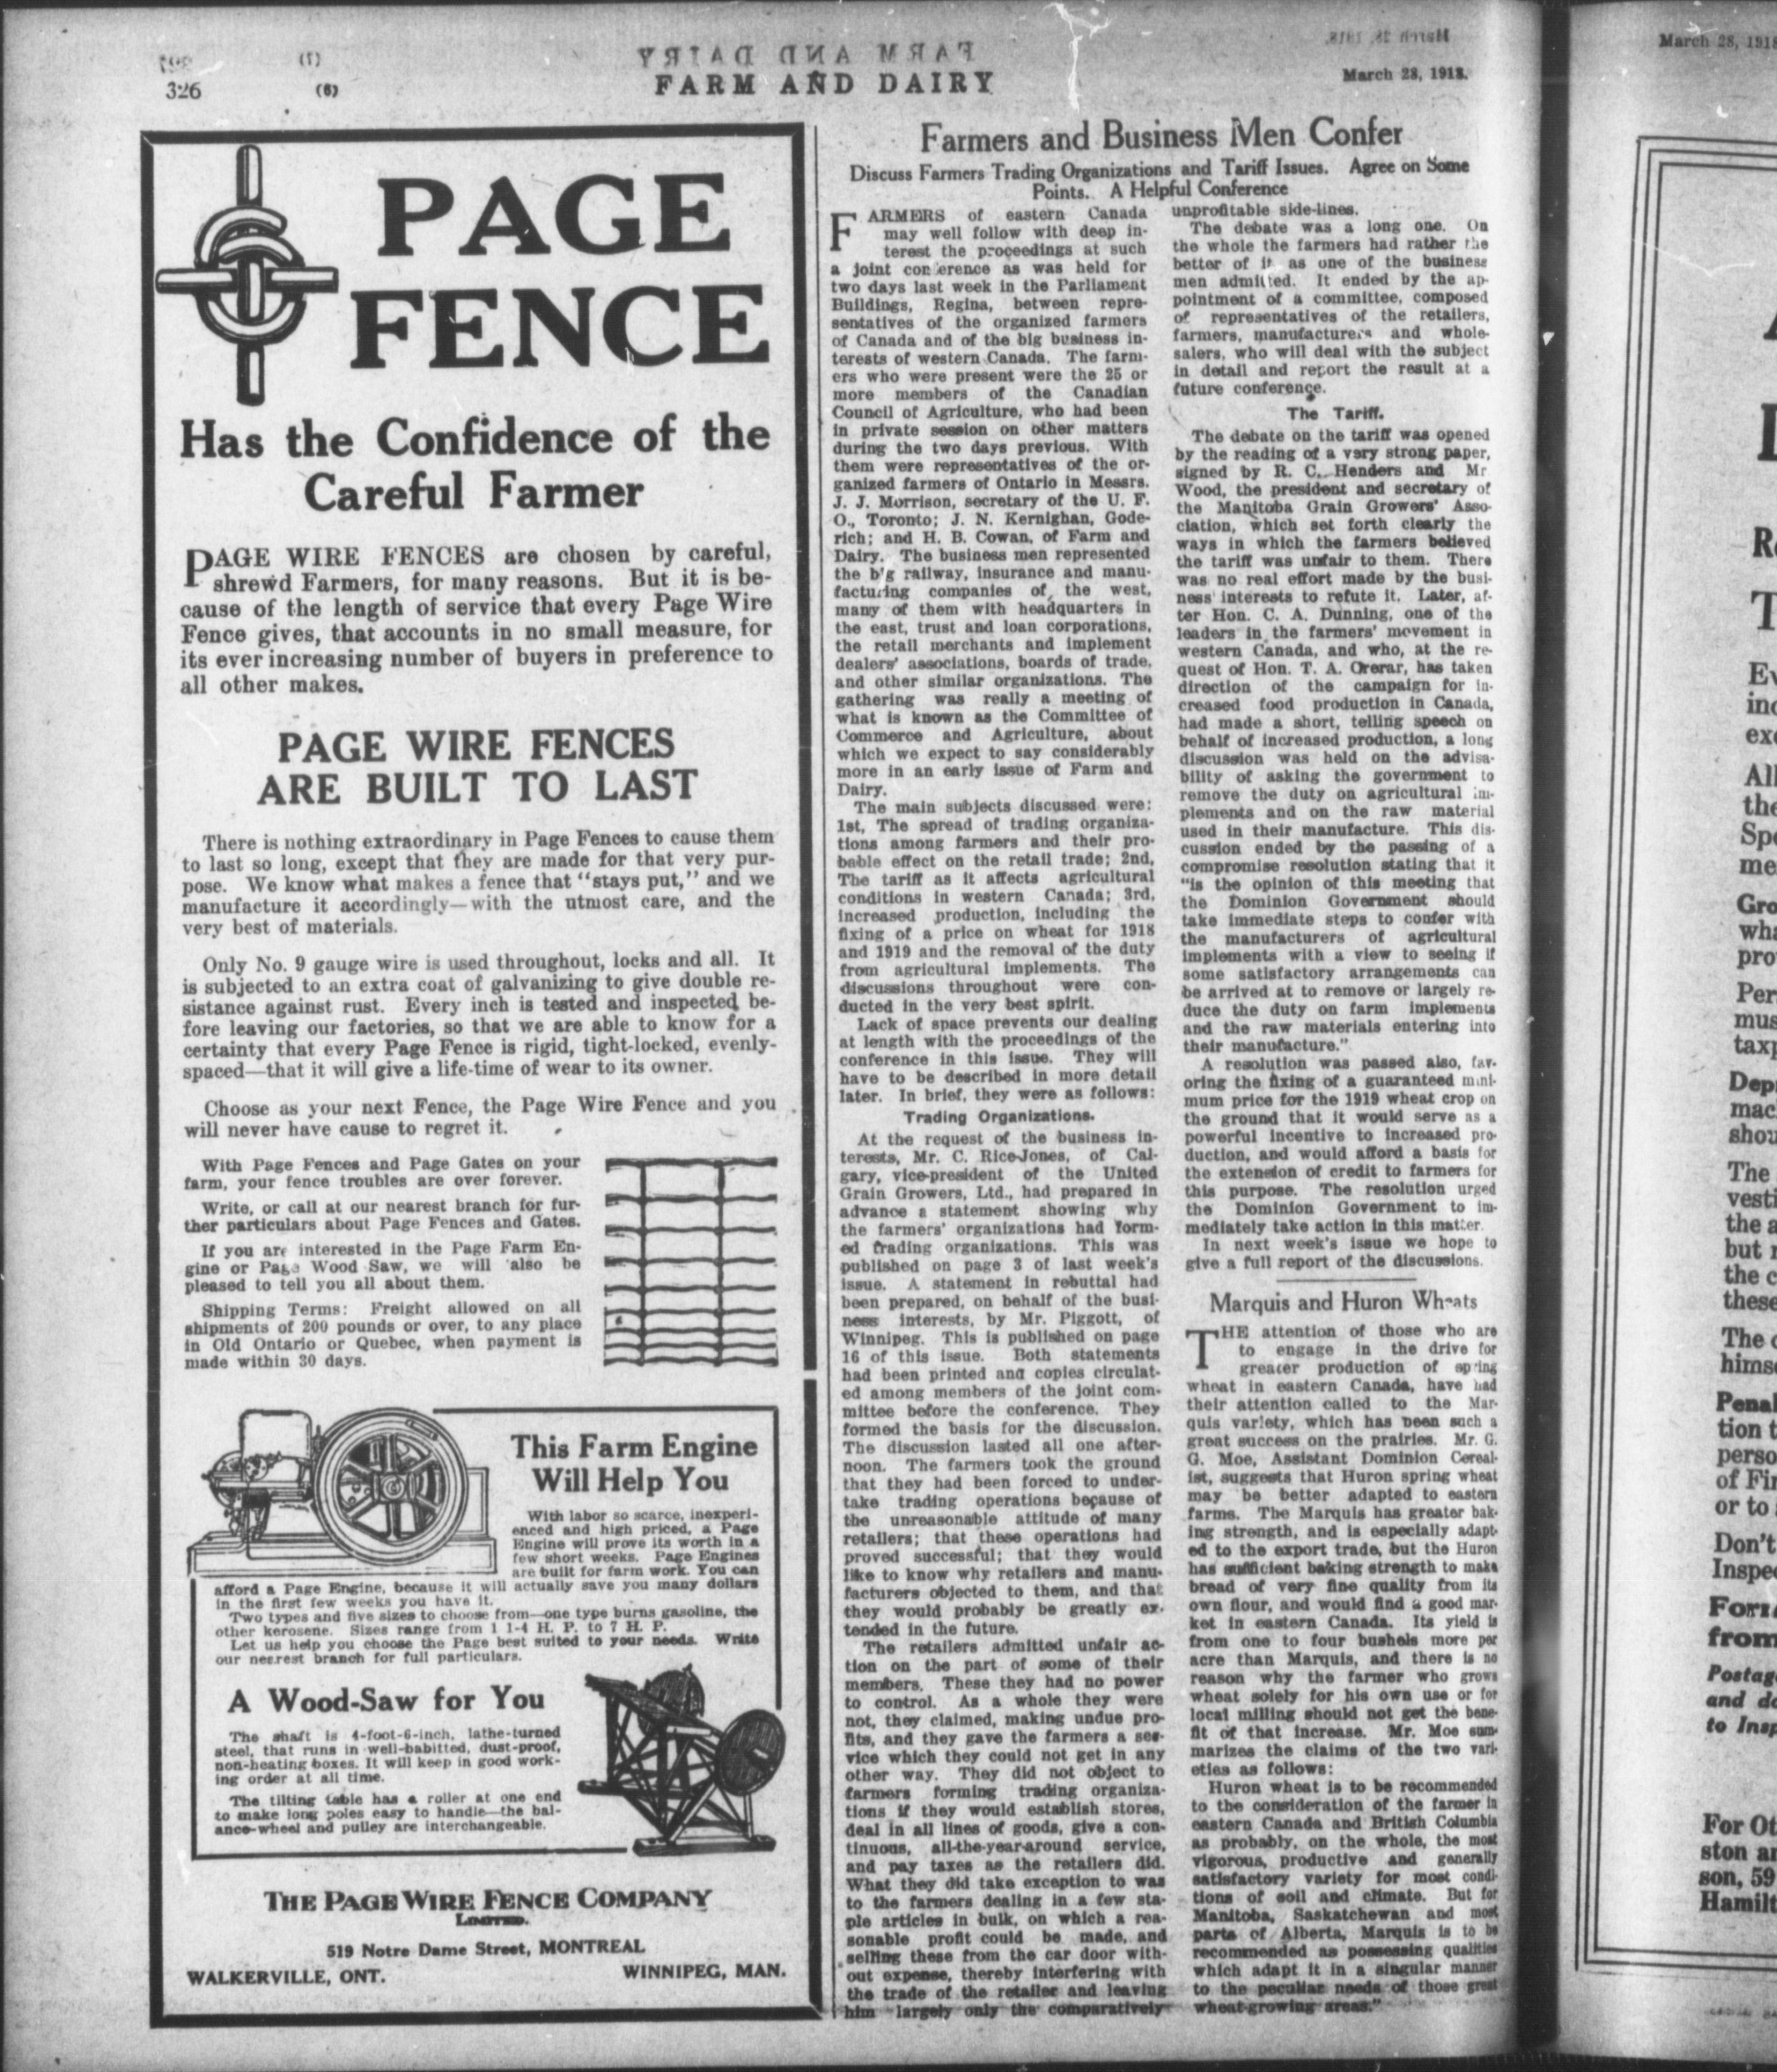 326
(6)
FARM AND DAIRY
March 28, 1918.
PAGE
FENCE
Has the Confidence of the
Careful Farmer
PAGE WIRE FENCES are chosen by careful,
shrewd Farmers, for many reasons. But it is be-
cause of the length of service that every Page Wire
Fence gives, that accounts in no small measure, for
its ever increasing number of buyers in preference to
all other makes.
PAGE WIRE FENCES
ARE BUILT TO LAST
There is nothing extraordinary in Page Fences to cause them
to last so long, except that they are made for that very pur-
pose. We know what makes a fence that "stays put," and we
manufacture it accordingly—with the utmost care, and the
very best of materials.
Only No. 9 gauge wire is used throughout, locks and all. It
is subjected to an extra coat of galvanizing to give double re-
sistance against rust. Every inch is tested and inspected be-
fore leaving our factories, so that we are able to know for a
certainty that every Page Fence is rigid, tight-locked, evenly-
spaced—that it will give a life-time of wear to its owner.
Choose as your next Fence, the Page Wire Fence and you
will never have cause to regret it.
With Page Fences and Page Gates on your
farm, your fence troubles are over forever.
Write, or call at our nearest branch for fur-
ther particulars about Page Fences and Gates.
If you are interested in the Page Farm En-
gine or Page Wood Saw, we will also be
pleased to tell you all about them.
Shipping Terms: Freight allowed on all
shipments of 200 pounds or over, to any place
in Old Ontario or Quebec, when payment is
made within 30 days.
This Farm Engine
Will Help You
With labor so scarce, inexperi-
enced and high priced, a Page
Engine will prove its worth in a
few short weeks. Page Engines
are built for farm work. You can
afford a Page Engine, because it will actually save you many dollars
in the first few weeks you have it.
Two types and five sizes to choose from—one type burns gasoline, the
other kerosene. Sizes range from 1 1-4 H. P. to 7 H. P.
Let us help you choose the Page best suited to your needs. Write
our nearest branch for full particulars.
A Wood-Saw for You
The shaft is 4-foot-6-inch, lathe-turned
steel, that runs in well-babitted, dust-proof,
non-heating boxes. It will keep in good work-
ing order at all time.
The tilting table has a roller at one end
to make long poles easy to handle—the bal-
ance-wheel and pulley are interchangeable.
THE PAGE WIRE FENCE COMPANY
LIMITED.
519 Notre Dame Street, MONTREAL
WALKERVILLE, ONT.
WINNIPEG, MAN.
Farmers and Business Men Confer
Discuss Farmers Trading Organizations and Tariff Issues. Agree on Some
Points. A Helpful Conference
FARMERS of eastern Canada
may well follow with deep in-
terest the proceedings at such
a joint conference as was held for
two days last week in the Parliament
Buildings, Regina, between repre-
sentatives of the organized farmers
of Canada and of the big business in-
terests of western Canada. The farm-
ers who were present were the 25 or
more members of the Canadian
Council of Agriculture, who had been
in private session on other matters
during the two days previous. With
them were representatives of the or-
ganized farmers of Ontario in Messrs.
J. J. Morrison, secretary of the U. F.
O., Toronto; J. N. Kernighan, Gode-
rich; and H. B. Cowan, of Farm and
Dairy. The business men represented
the big railway, insurance and manu-
facturing companies of the west,
many of them with headquarters in
the east, trust and loan corporations,
the retail merchants and implement
dealers' associations, boards of trade,
and other similar organizations. The
gathering was really a meeting of
what is known as the Committee of
Commerce and Agriculture, about
which we expect to say considerably
more in an early issue of Farm and
Dairy.
The main subjects discussed were:
1st, The spread of trading organiza-
tions among farmers and their pro-
bable effect on the retail trade; 2nd,
The tariff as it affects agricultural
conditions in western Canada; 3rd,
increased production, including the
fixing of a price on wheat for 1918
and 1919 and the removal of the duty
from agricultural implements. The
discussions throughout were con-
ducted in the very best spirit.
Lack of space prevents our dealing
at length with the proceedings of the
conference in this issue. They will
have to be described in more detail
later. In brief, they were as follows:
Trading Organizations.
At the request of the business in-
terests, Mr. C. Rice-Jones, of Cal-
gary, vice-president of the United
Grain Growers, Ltd., had prepared in
advance a statement showing why
the farmers' organizations had form-
ed trading organizations. This was
published on page 3 of last week's
issue. A statement in rebuttal had
been prepared, on behalf of the busi-
ness interests, by Mr. Piggott, of
Winnipeg. This is published on page
16 of this issue. Both statements
had been printed and copies circulat-
ed among members of the joint com-
mittee before the conference. They
formed the basis for the discussion.
The discussion lasted all one after-
noon. The farmers took the ground
that they had been forced to under-
take trading operations because of
the unreasonable attitude of many
retailers; that these operations had
proved successful; that they would
like to know why retailers and manu-
facturers objected to them, and that
they would probably be greatly ex-
tended in the future.
The retailers admitted unfair ac-
tion on the part of some of their
members. These they had no power
to control. As a whole they were
not, they claimed, making undue pro-
fits, and they gave the farmers a ser-
vice which they could not get in any
other way. They did not object to
farmers forming trading organiza-
tions if they would establish stores,
deal in all lines of goods, give a con-
tinuous, all-the-year-around service,
and pay taxes as the retailers did.
What they did take exception to was
to the farmers dealing in a few sta-
ple articles in bulk, on which a rea-
sonable profit could be made, and
selling these from the car door with-
out expense, thereby interfering with
the trade of the retailer and leaving
him largely only the comparatively
unprofitable side-lines.
The debate was a long one. On
the whole the farmers had rather the
better of it as one of the business
men admitted. It ended by the ap-
pointment of a committee, composed
of representatives of the retailers,
farmers, manufacturers and whole-
salers, who will deal with the subject
in detail and report the result at a
future conference.
The Tariff.
The debate on the tariff was opened
by the reading of a very strong paper,
signed by R. C. Henders and Mr
Wood, the president and secretary of
the Manitoba Grain Growers' Asso-
ciation, which set forth clearly the
ways in which the farmers believed
the tariff was unfair to them. There
was no real effort made by the busi-
ness interests to refute it. Later, af-
ter Hon. C. A. Dunning, one of the
leaders in the farmers' movement in
western Canada, and who, at the re-
quest of Hon. T. A. Crerar, has taken
direction of the campaign for in-
creased food production in Canada,
had made a short, telling speech on
behalf of increased production, a long
discussion was held on the advisa-
bility of asking the government to
remove the duty on agricultural im-
plements and on the raw material
used in their manufacture. This dis-
cussion ended by the passing of a
compromise resolution stating that it
"is the opinion of this meeting that
the Dominion Government should
take immediate steps to confer with
the manufacturers of agricultural
implements with a view to seeing if
some satisfactory arrangements can
be arrived at to remove or largely re-
duce the duty on farm implements
and the raw materials entering into
their manufacture."
A resolution was passed also, fav-
oring the fixing of a guaranteed mini-
mum price for the 1919 wheat crop on
the ground that it would serve as a
powerful incentive to increased pro-
duction, and would afford a basis for
the extension of credit to farmers for
this purpose. The resolution urged
the Dominion Government to im-
mediately take action in this matter.
In next week's issue we hope to
give a full report of the discussions.
Marquis and Huron Wheats
THE attention of those who are
to engage in the drive for
greater production of spring
wheat in eastern Canada, have had
their attention called to the Mar-
quis variety, which has been such a
great success on the prairies. Mr. G.
G. Moe, Assistant Dominion Cereal-
ist, suggests that Huron spring wheat
may be better adapted to eastern
farms. The Marquis has greater bak-
ing strength, and is especially adapt-
ed to the export trade, but the Huron
has sufficient baking strength to make
bread of very fine quality from its
own flour, and would find a good mar-
ket in eastern Canada. Its yield is
from one to four bushels more per
acre than Marquis, and there is no
reason why the farmer who grows
wheat solely for his own use or for
local milling should not get the bene-
fit of that increase. Mr. Moe sum-
marizes the claims of the two vari-
eties as follows:
Huron wheat is to be recommended
to the consideration of the farmer in
eastern Canada and British Columbia
as probably, on the whole, the most
vigorous, productive and generally
satisfactory variety for most condi-
tions of soil and climate. But for
Manitoba, Saskatchewan and most
parts of Alberta, Marquis is to be
recommended as possessing qualities
which adapt it in a singular manner
to the peculiar needs of those great
wheat-growing areas."
March 28, 1918
Ev
inc
exc
All
the
Spe
me
Gro
wha
pro
Per
mus
taxp
Dep
mac
shou
The
vesti
the a
but
the c
these
The
himse
Penal
tion t
perso
of Fin
or to
Don't
Inspec
Form
from
Postag
and do
to Insp
For Ot
ston an
son, 59
Hamilt